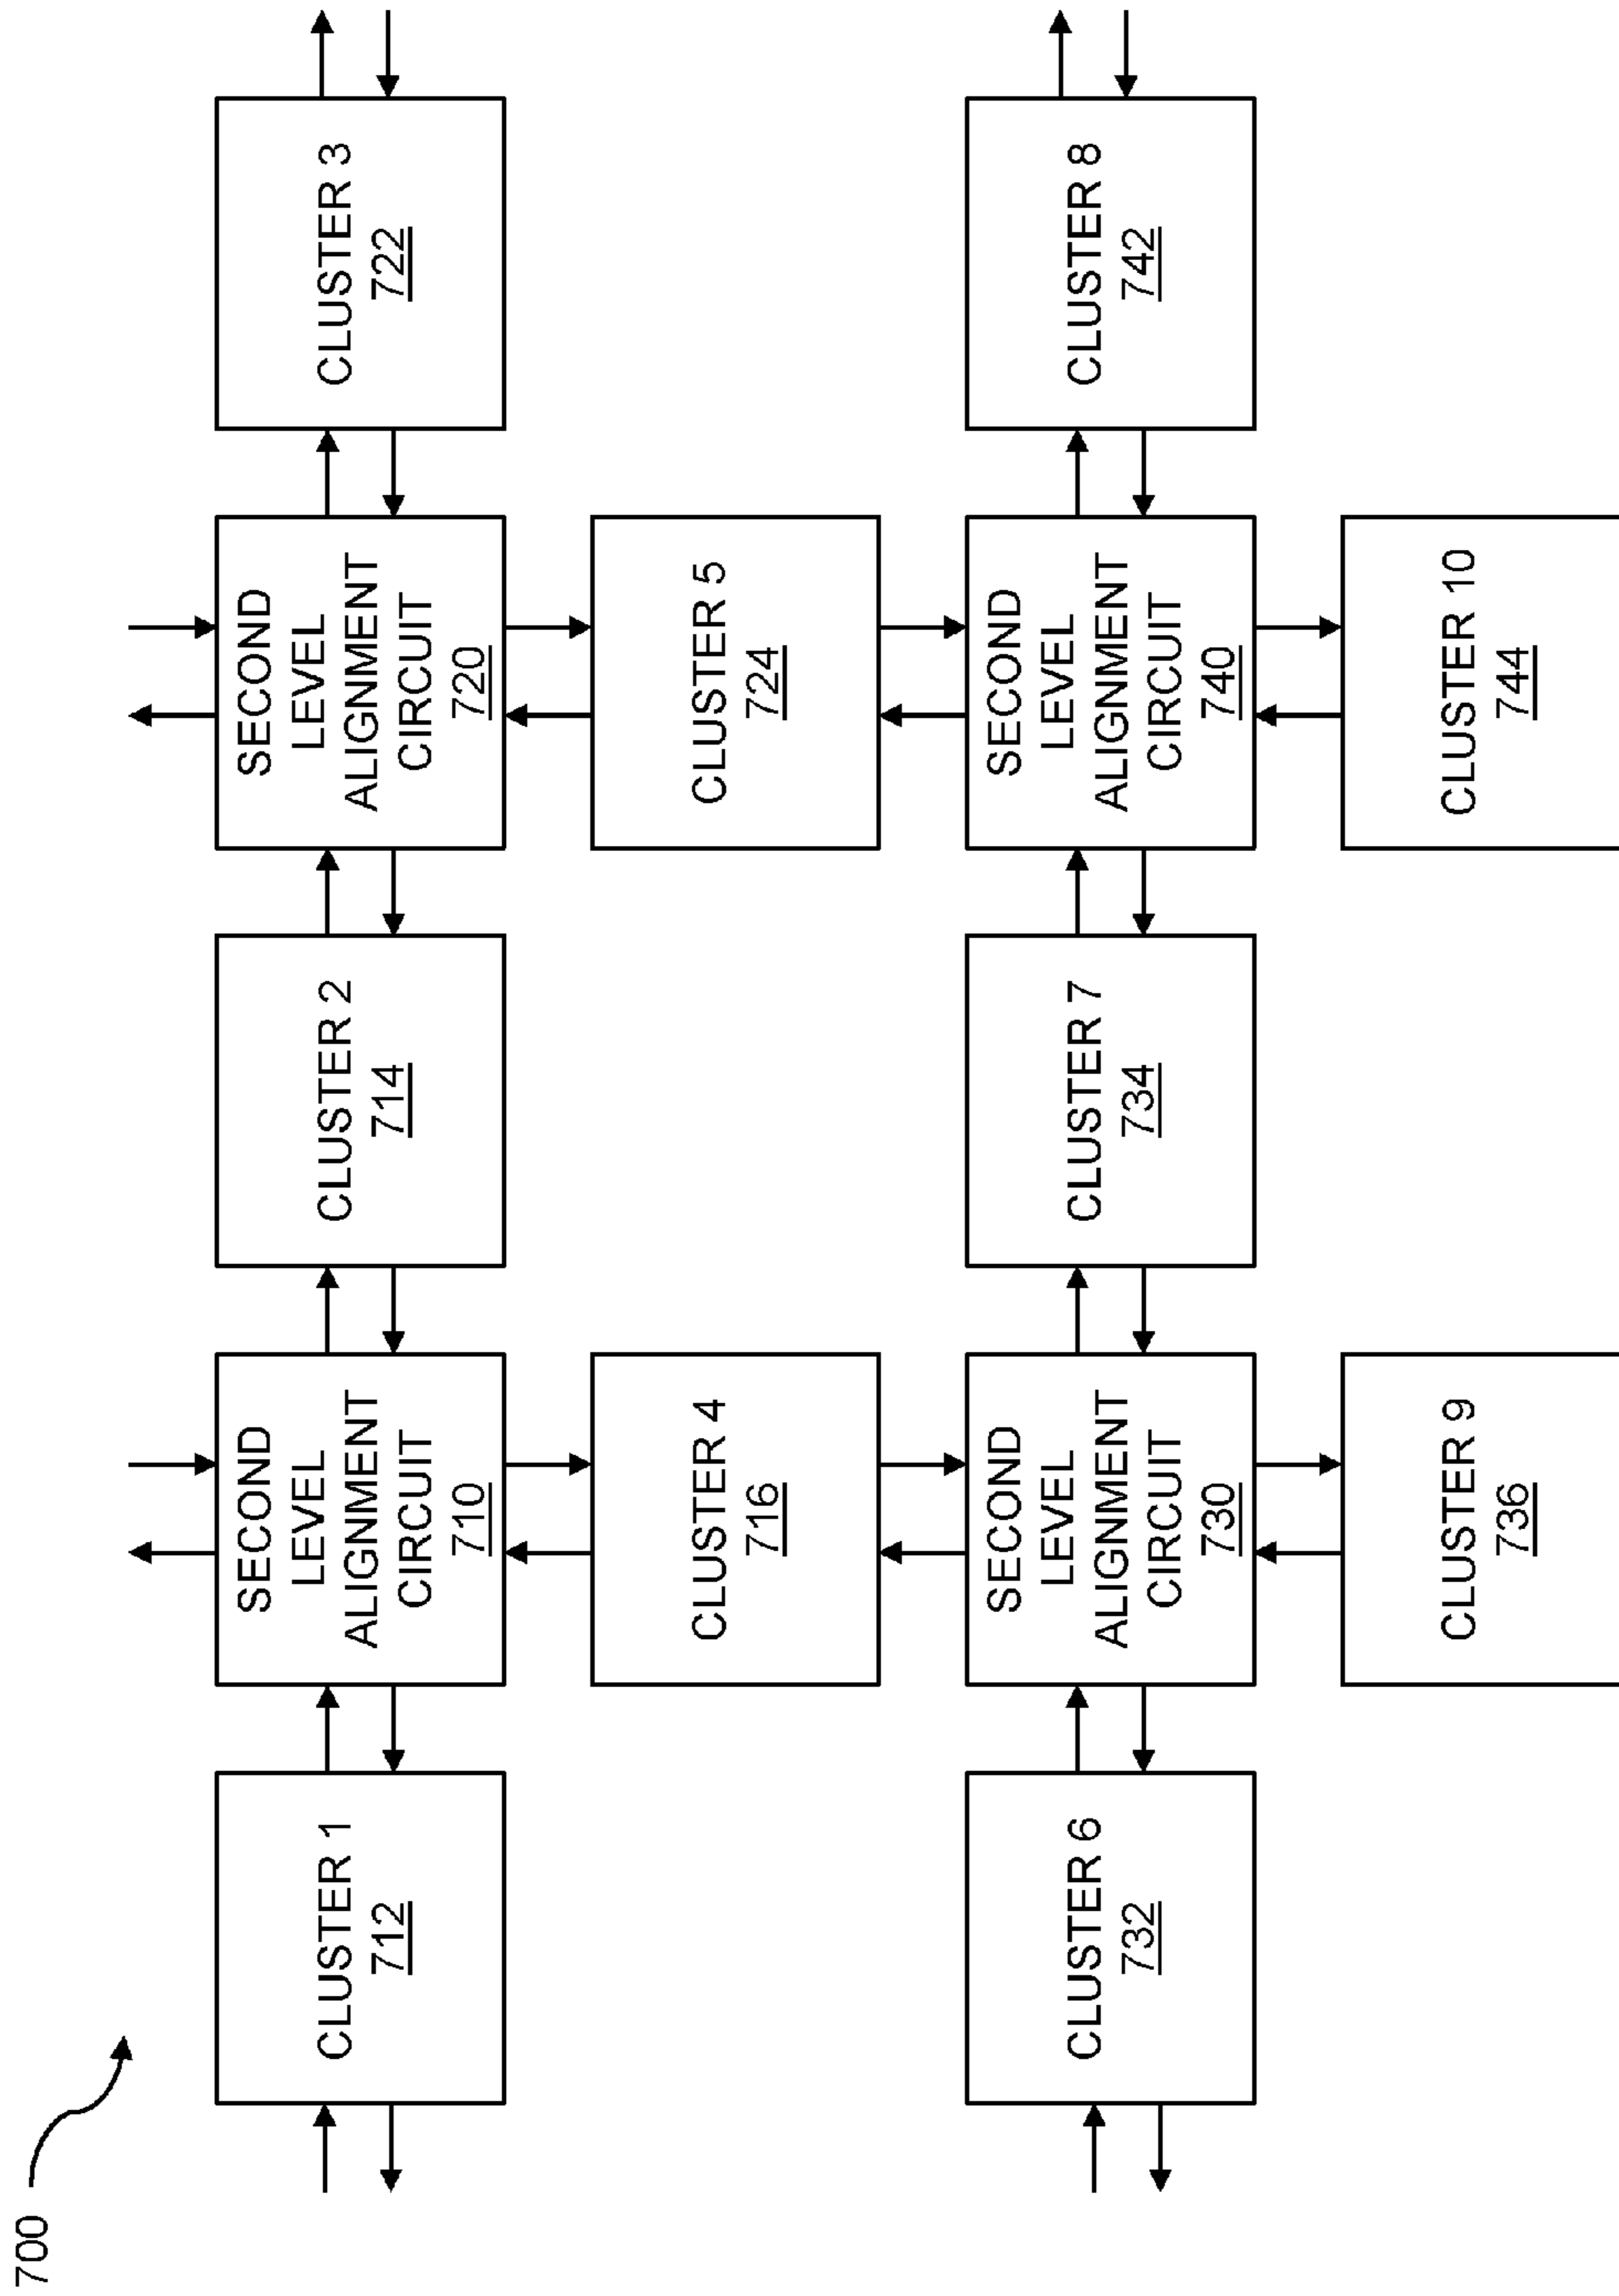 700
CLUSTER 1
712
SECOND
LEVEL
ALIGNMENT
CIRCUIT
710
CLUSTER 2
714
SECOND
LEVEL
ALIGNMENT
CIRCUIT
720
CLUSTER 3
722
CLUSTER 4
716
CLUSTER 5
724
CLUSTER 6
732
SECOND
LEVEL
ALIGNMENT
CIRCUIT
730
CLUSTER 7
734
SECOND
LEVEL
ALIGNMENT
CIRCUIT
740
CLUSTER 8
742
CLUSTER 9
736
CLUSTER 10
744